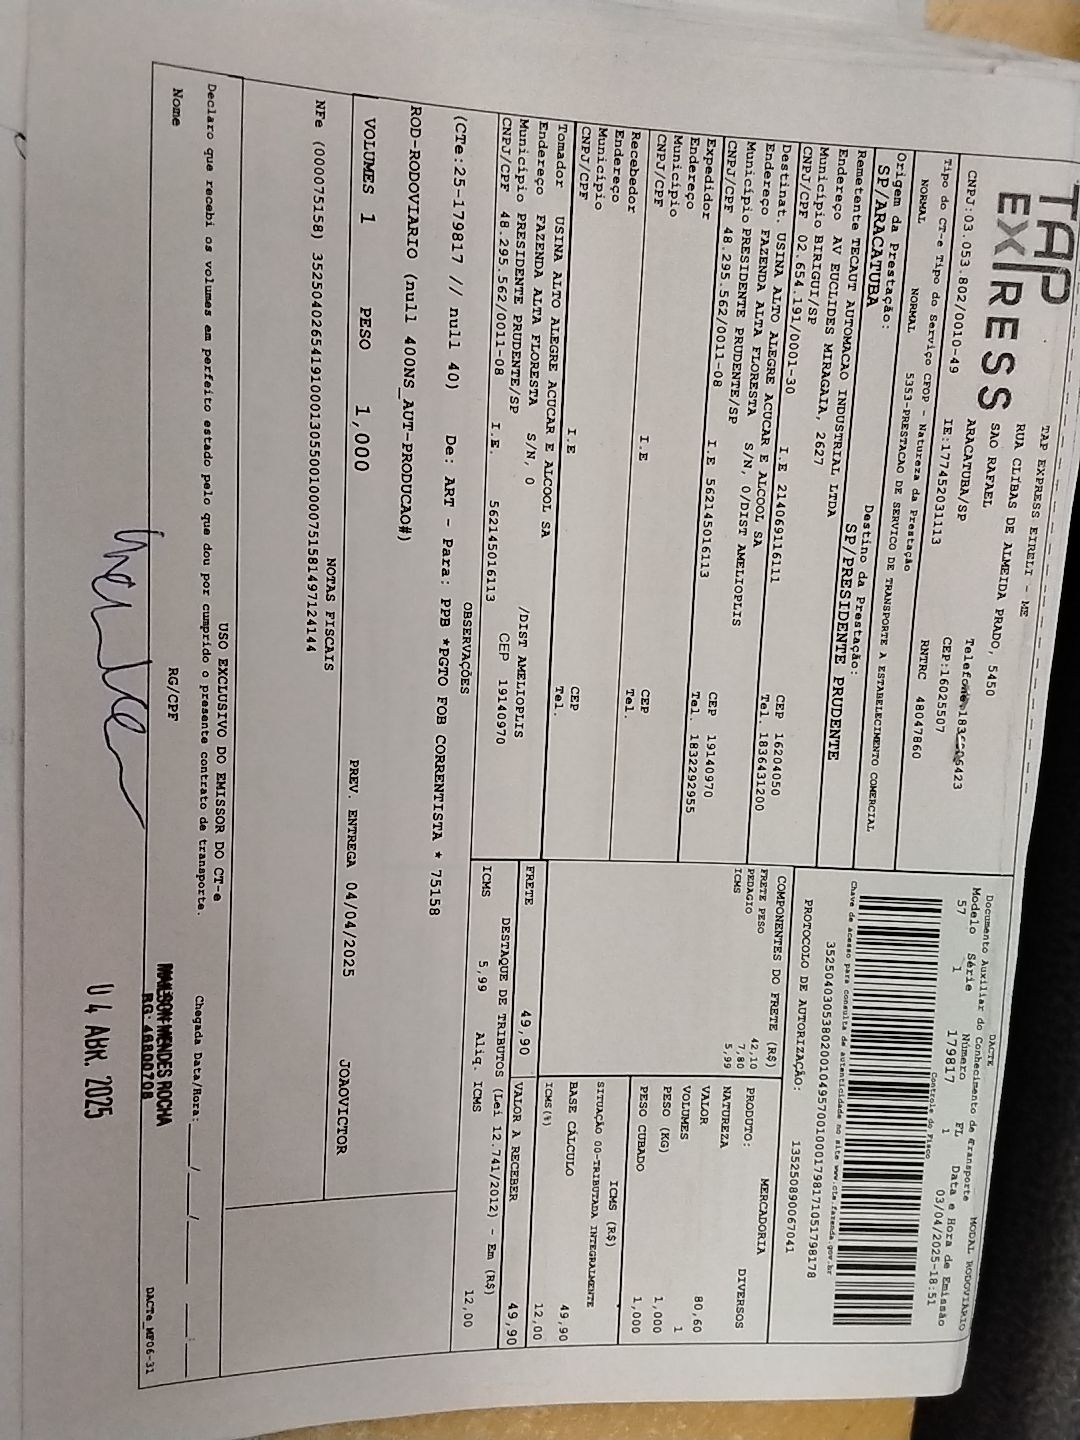 TAP
EXPRESS
TAP EXPRESS EIRELI - ME
RUA CLIBAS DE ALMEIDA PRADO, 5450
SAO RAFAEL
ARACATUBA/SP
CNPJ:03.053.802/0010-49 IE:177452031113 CEP:16025507
Tipo do CT-e Tipo do Serviço CFOP - Natureza da Prestação RNTRC 48047860
NORMAL NORMAL 5353-PRESTACAO DE SERVICO DE TRANSPORTE A ESTABELECIMENTO COMERCIAL
Origem da Prestação: Destino da Prestação:
SP/ARACATUBA SP/PRESIDENTE PRUDENTE
Remetente TECAUT AUTOMACAO INDUSTRIAL LTDA
Endereço AV EUCLIDES MIRAGAIA, 2627
Município BIRIGUI/SP CEP 16204050
CNPJ/CPF 02.654.191/0001-30 I.E 214069116111 Tel. 1836431200
Destinat. USINA ALTO ALEGRE ACUCAR E ALCOOL SA
Endereço FAZENDA ALTA FLORESTA S/N, 0/DIST AMELIOPLIS
Município PRESIDENTE PRUDENTE/SP CEP 19140970
CNPJ/CPF 48.295.562/0011-08 I.E 562145016113 Tel. 1832292955
Expedidor
Endereço
Município CEP
CNPJ/CPF I.E Tel.
Recebedor
Endereço
Município CEP
CNPJ/CPF I.E Tel.
Tomador USINA ALTO ALEGRE ACUCAR E ALCOOL SA
Endereço FAZENDA ALTA FLORESTA S/N, 0 /DIST AMELIOPLIS
Município PRESIDENTE PRUDENTE/SP CEP 19140970
CNPJ/CPF 48.295.562/0011-08 I.E. 562145016113
DACTE MODAL RODOVIARIO
Documento Auxiliar do Conhecimento de Transporte
Modelo Série Número FL Data e Hora de Emissão
57 1 179817 1 03/04/2025-18:51
Controle do Fisco
Chave de acesso para consulta de autenticidade no site www.cte.fazenda.gov.br
35250403053802001049570010001798171051798178
PROTOCOLO DE AUTORIZAÇÃO: 135250890067041
COMPONENTES DO FRETE (R$)
FRETE PESO 42,10
PEDAGIO 7,80
ICMS 5,99
MERCADORIA
PRODUTO:
NATUREZA DIVERSOS
VALOR 80,60
VOLUMES 1
PESO (KG) 1,000
PESO CUBADO 1,000
ICMS (R$)
SITUAÇÃO 00-TRIBUTADA INTEGRALMENTE
BASE CÁLCULO 49,90
ICMS(%) 12,00
FRETE 49,90 VALOR A RECEBER 49,90
DESTAQUE DE TRIBUTOS (Lei 12.741/2012) - Em (R$)
ICMS 5,99 Aliq. ICMS 12,00
OBSERVAÇÕES
(CTe:25-179817 // null 40) De: ART - Para: PPB *PGTO FOB CORRENTISTA * 75158
ROD-RODOVIARIO (null 400NS_AUT-PRODUCAO#)
VOLUMES 1 PESO 1,000 PREV. ENTREGA 04/04/2025 JOAOVICTOR
NOTAS FISCAIS
NFe (000075158) 35250402654191000130550010000751581497124144
USO EXCLUSIVO DO EMISSOR DO CT-e
Declaro que recebi os volumes em perfeito estado pelo que dou por cumprido o presente contrato de transporte.
Chegada Data/Hora: ___/___/___ ___:___
Nome RG/CPF
MAILSON MENDES ROCHA
RG: 46800708
04 ABR. 2025
DACTe_MF06-31